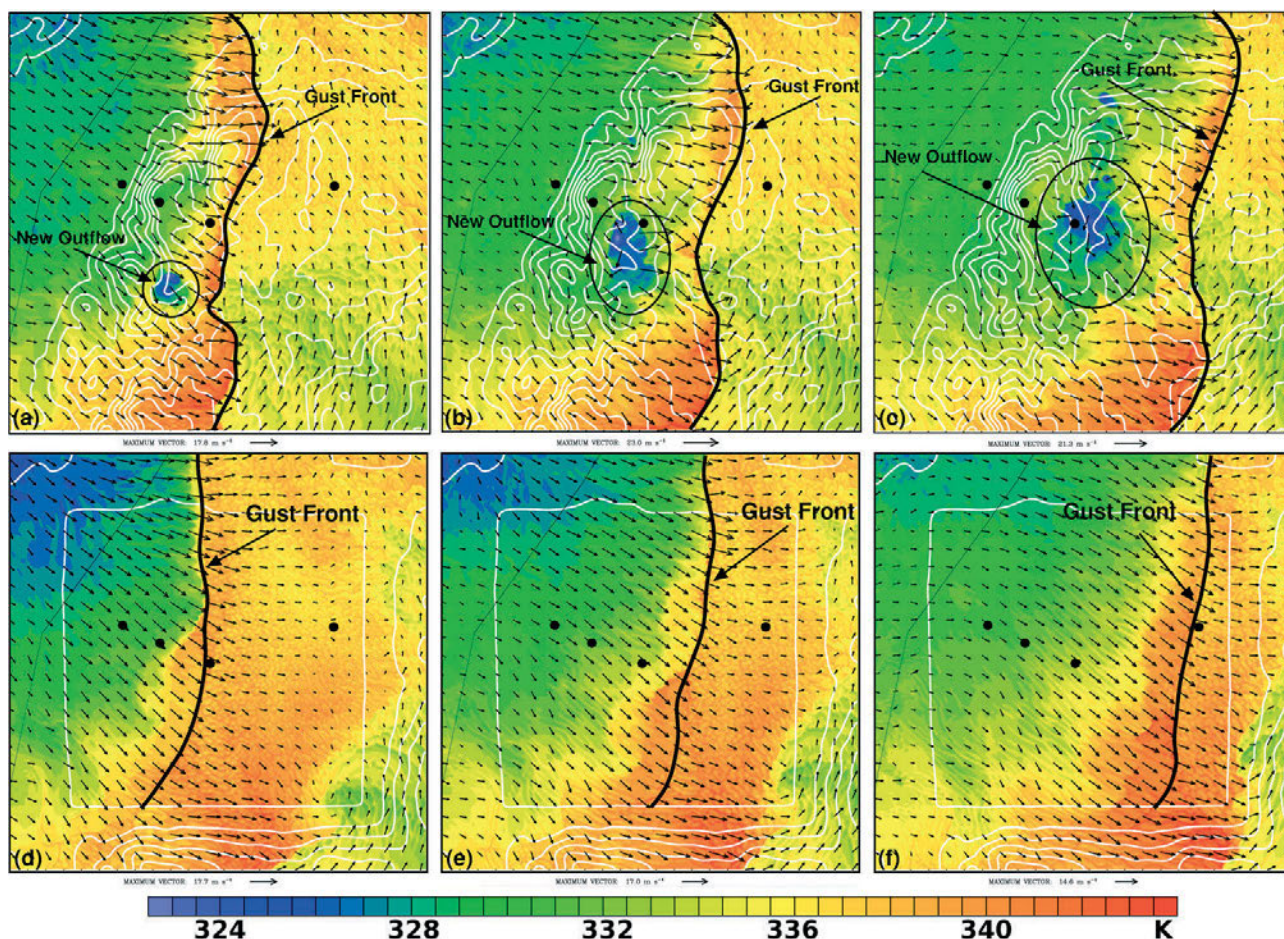 Gust Front
New Outflow
(a)
Gust Front
New Outflow
(b)
Gust Front
New Outflow
(c)
MAXIMUM VECTOR: 17.8 m s⁻¹
MAXIMUM VECTOR: 23.0 m s⁻¹
MAXIMUM VECTOR: 21.3 m s⁻¹
Gust Front
(d)
Gust Front
(e)
Gust Front
(f)
MAXIMUM VECTOR: 17.7 m s⁻¹
MAXIMUM VECTOR: 17.0 m s⁻¹
MAXIMUM VECTOR: 14.6 m s⁻¹
324 328 332 336 340 K